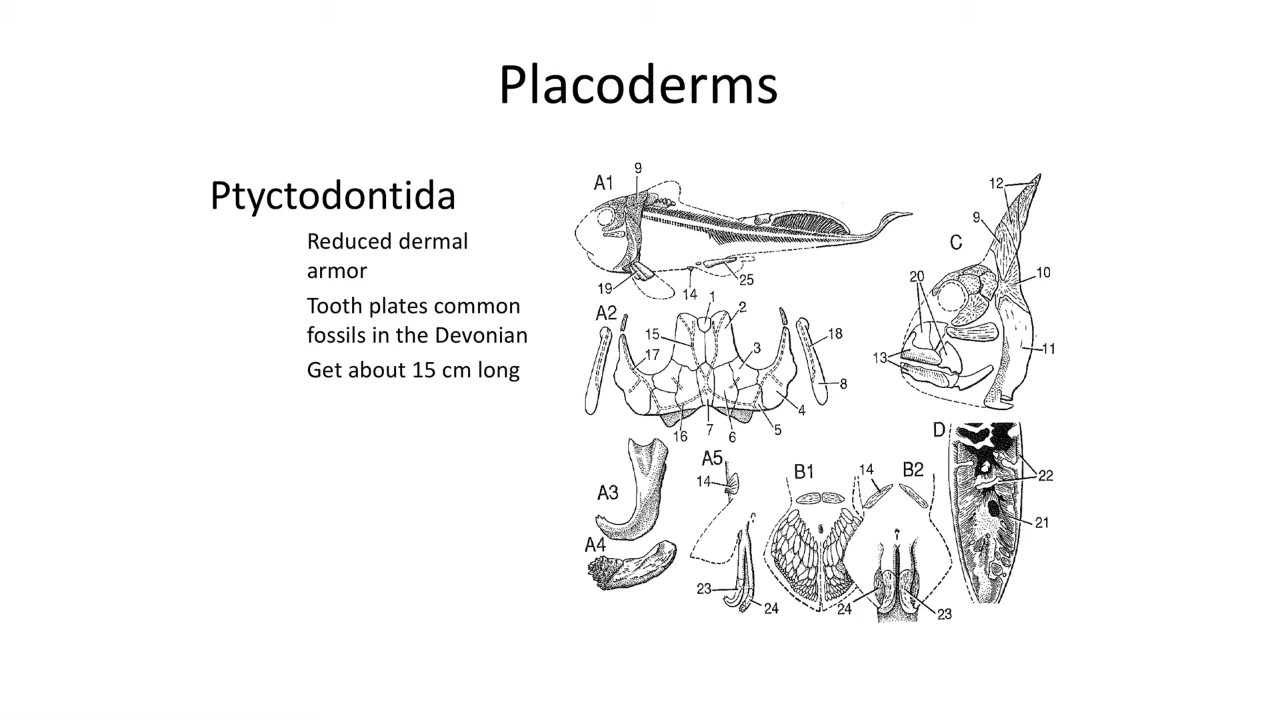 Placoderms
Ptyctodontida
Reduced dermal
armor
Tooth plates common
fossils in the Devonian
Get about 15 cm long
A1
9
19
14
25
A2
1
2
15
3
17
18
8
4
16
7
6
5
A3
A4
A5
14
23
24
B1
14
B2
24
23
C
12
9
10
20
13
11
D
22
21